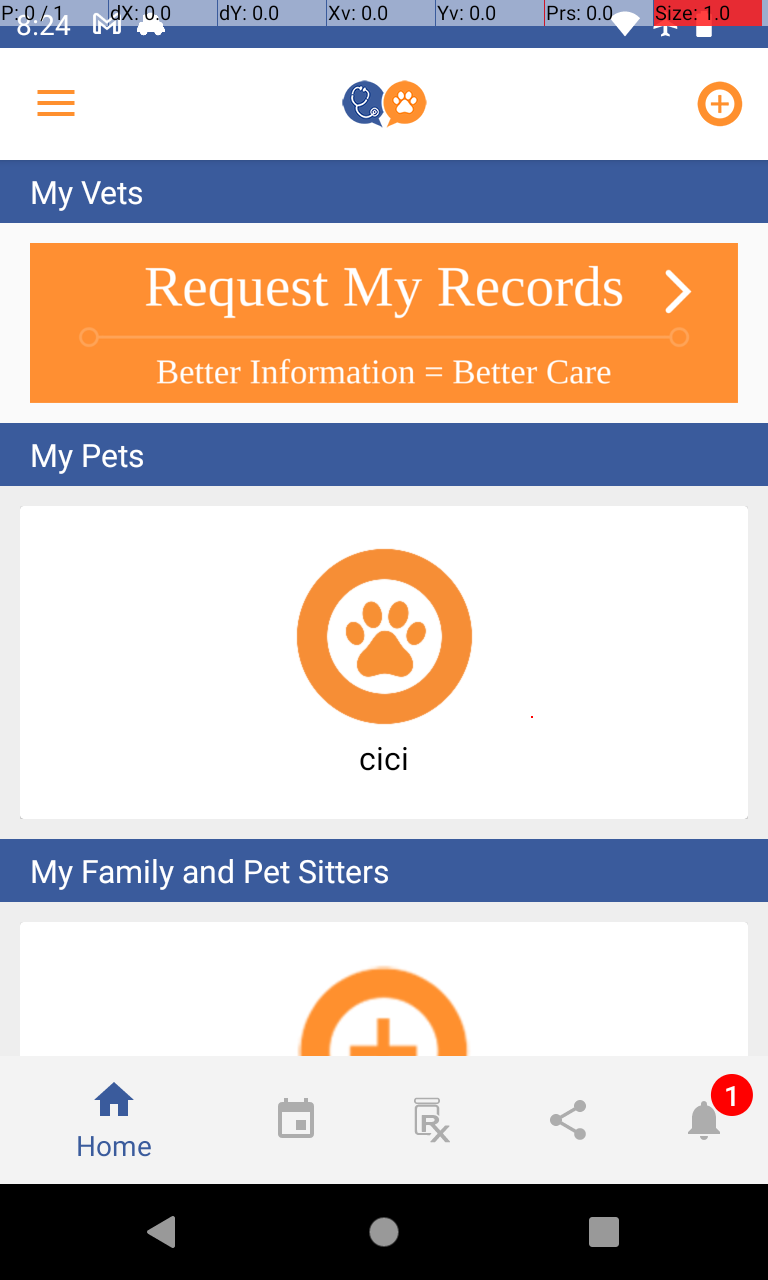 P: 0 / 1 dX: 0.0 dY: 0.0 Xv: 0.0 Yv: 0.0 Prs: 0.0 Size: 1.0
8:24
My Vets
Request My Records
Better Information = Better Care
My Pets
cici
My Family and Pet Sitters
Rx
1
Home